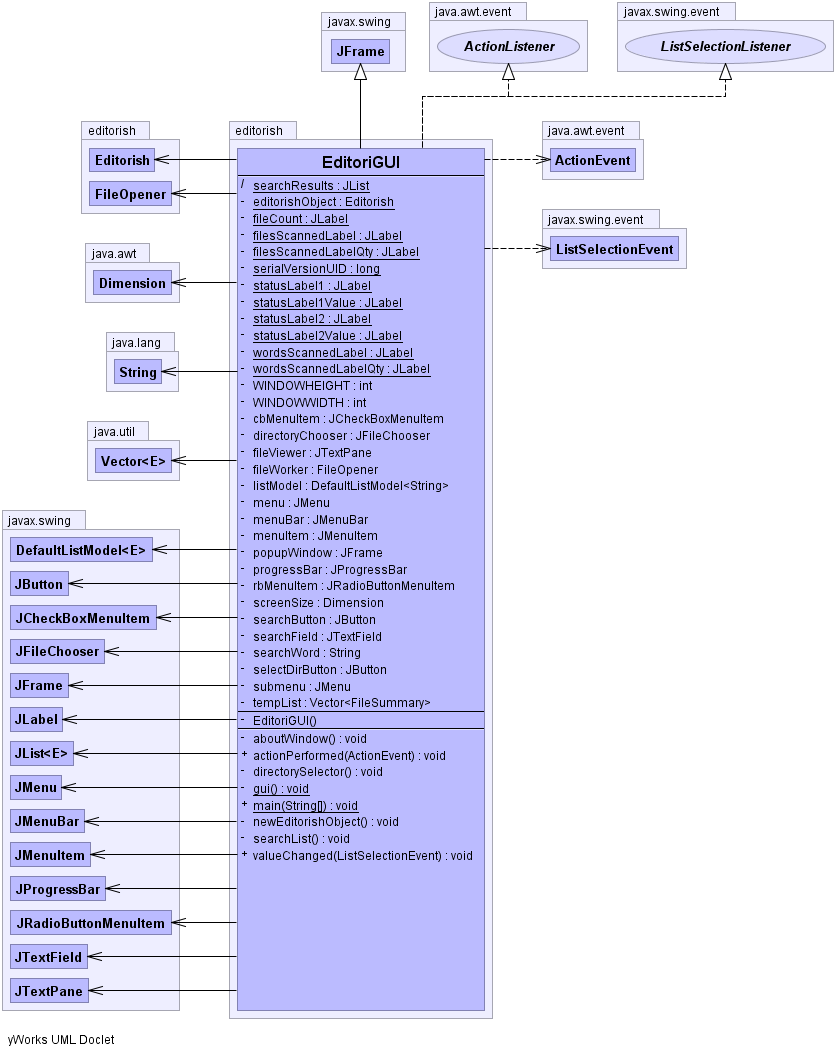 javax.swing
JFrame
java.awt.event
ActionListener
javax.swing.event
ListSelectionListener
editorish
Editorish
FileOpener
java.awt
Dimension
java.lang
String
java.util
Vector<E>
javax.swing
DefaultListModel<E>
JButton
JCheckBoxMenuItem
JFileChooser
JFrame
JLabel
JList<E>
JMenu
JMenuBar
JMenuItem
JProgressBar
JRadioButtonMenuItem
JTextField
JTextPane
editorish
EditoriGUI
/ searchResults : JList
- editorishObject : Editorish
- fileCount : JLabel
- filesScannedLabel : JLabel
- filesScannedLabelQty : JLabel
- serialVersionUID : long
- statusLabel1 : JLabel
- statusLabel1Value : JLabel
- statusLabel2 : JLabel
- statusLabel2Value : JLabel
- wordsScannedLabel : JLabel
- wordsScannedLabelQty : JLabel
- WINDOWHEIGHT : int
- WINDOWWIDTH : int
- cbMenuItem : JCheckBoxMenuItem
- directoryChooser : JFileChooser
- fileViewer : JTextPane
- fileWorker : FileOpener
- listModel : DefaultListModel<String>
- menu : JMenu
- menuBar : JMenuBar
- menuItem : JMenuItem
- popupWindow : JFrame
- progressBar : JProgressBar
- rbMenuItem : JRadioButtonMenuItem
- screenSize : Dimension
- searchButton : JButton
- searchField : JTextField
- searchWord : String
- selectDirButton : JButton
- submenu : JMenu
- tempList : Vector<FileSummary>
- EditoriGUI()
- aboutWindow() : void
+ actionPerformed(ActionEvent) : void
- directorySelector() : void
- gui() : void
+ main(String[]) : void
- newEditorishObject() : void
- searchList() : void
+ valueChanged(ListSelectionEvent) : void
java.awt.event
ActionEvent
javax.swing.event
ListSelectionEvent
yWorks UML Doclet